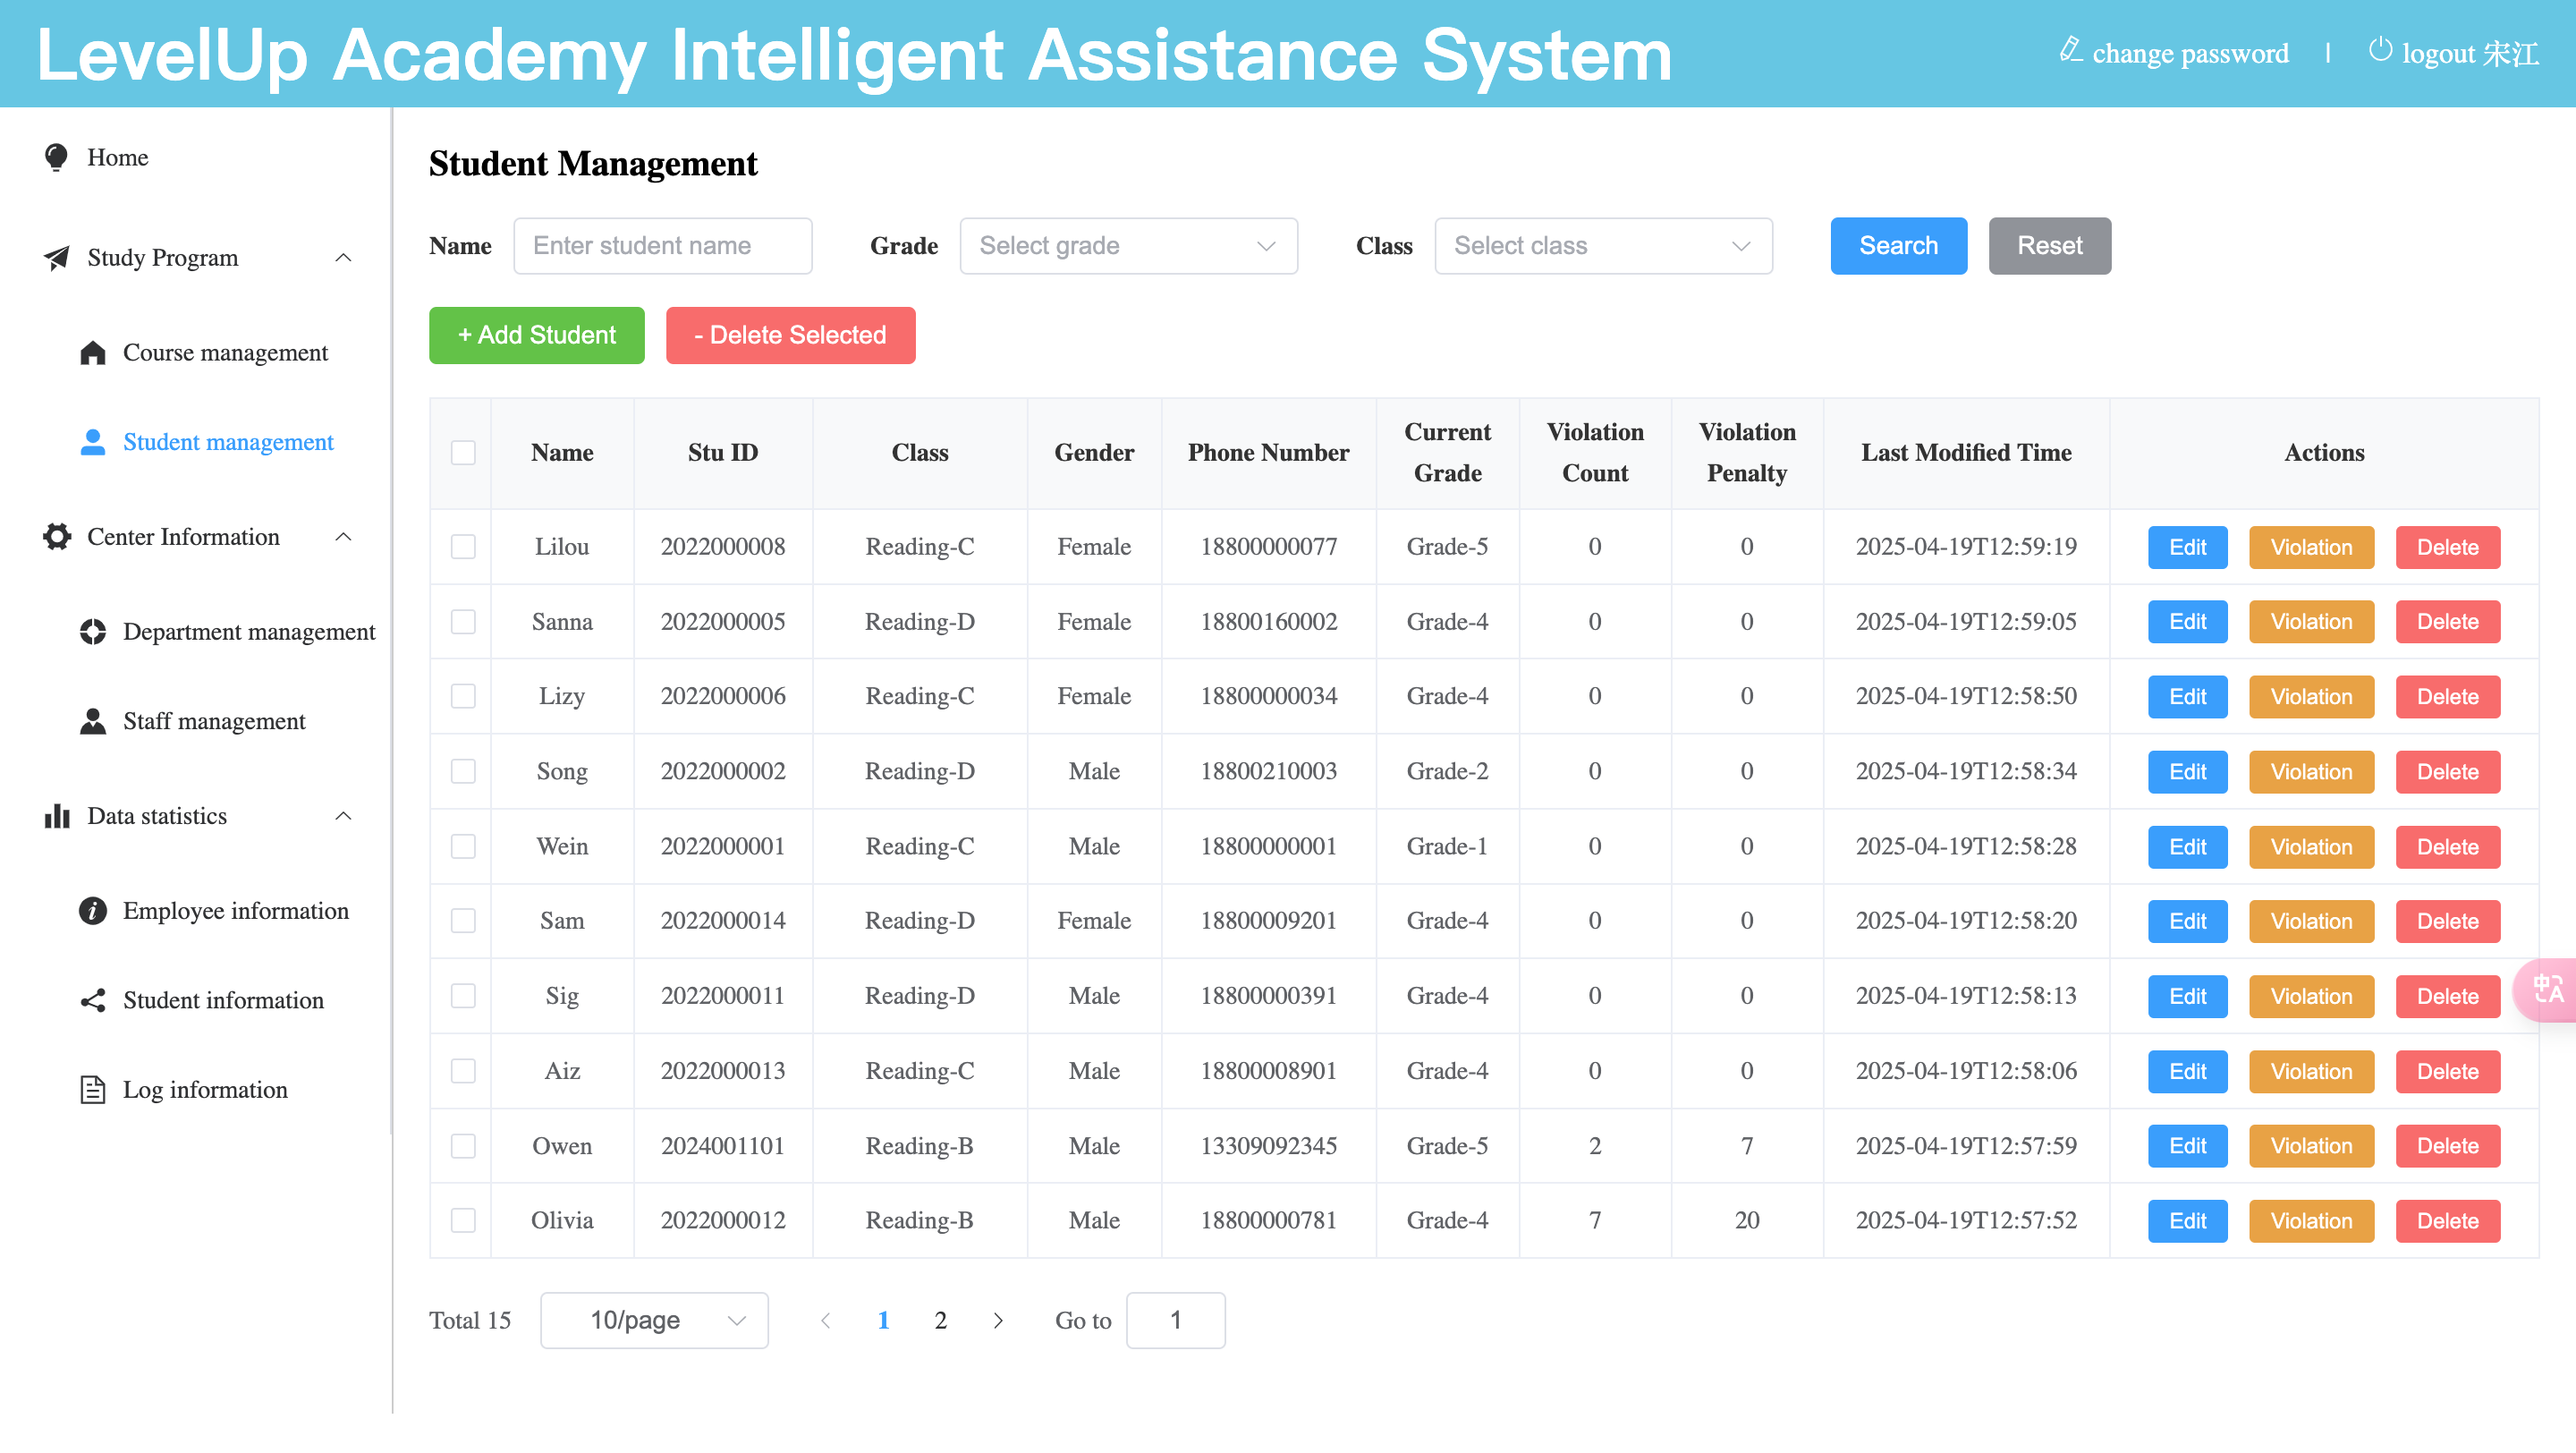 LevelUp Academy Intelligent Assistance System
change password | logout 宋江
Home
Study Program
Course management
Student management
Center Information
Department management
Staff management
Data statistics
Employee information
Student information
Log information
Student Management
Name Enter student name Grade Select grade Class Select class Search Reset
+ Add Student - Delete Selected
Name Stu ID Class Gender Phone Number Current Grade Violation Count Violation Penalty Last Modified Time Actions
Lilou 2022000008 Reading-C Female 18800000077 Grade-5 0 0 2025-04-19T12:59:19 Edit Violation Delete
Sanna 2022000005 Reading-D Female 18800160002 Grade-4 0 0 2025-04-19T12:59:05 Edit Violation Delete
Lizy 2022000006 Reading-C Female 18800000034 Grade-4 0 0 2025-04-19T12:58:50 Edit Violation Delete
Song 2022000002 Reading-D Male 18800210003 Grade-2 0 0 2025-04-19T12:58:34 Edit Violation Delete
Wein 2022000001 Reading-C Male 18800000001 Grade-1 0 0 2025-04-19T12:58:28 Edit Violation Delete
Sam 2022000014 Reading-D Female 18800009201 Grade-4 0 0 2025-04-19T12:58:20 Edit Violation Delete
Sig 2022000011 Reading-D Male 18800000391 Grade-4 0 0 2025-04-19T12:58:13 Edit Violation Delete
Aiz 2022000013 Reading-C Male 18800008901 Grade-4 0 0 2025-04-19T12:58:06 Edit Violation Delete
Owen 2024001101 Reading-B Male 13309092345 Grade-5 2 7 2025-04-19T12:57:59 Edit Violation Delete
Olivia 2022000012 Reading-B Male 18800000781 Grade-4 7 20 2025-04-19T12:57:52 Edit Violation Delete
Total 15 10/page 1 2 Go to 1
中 A